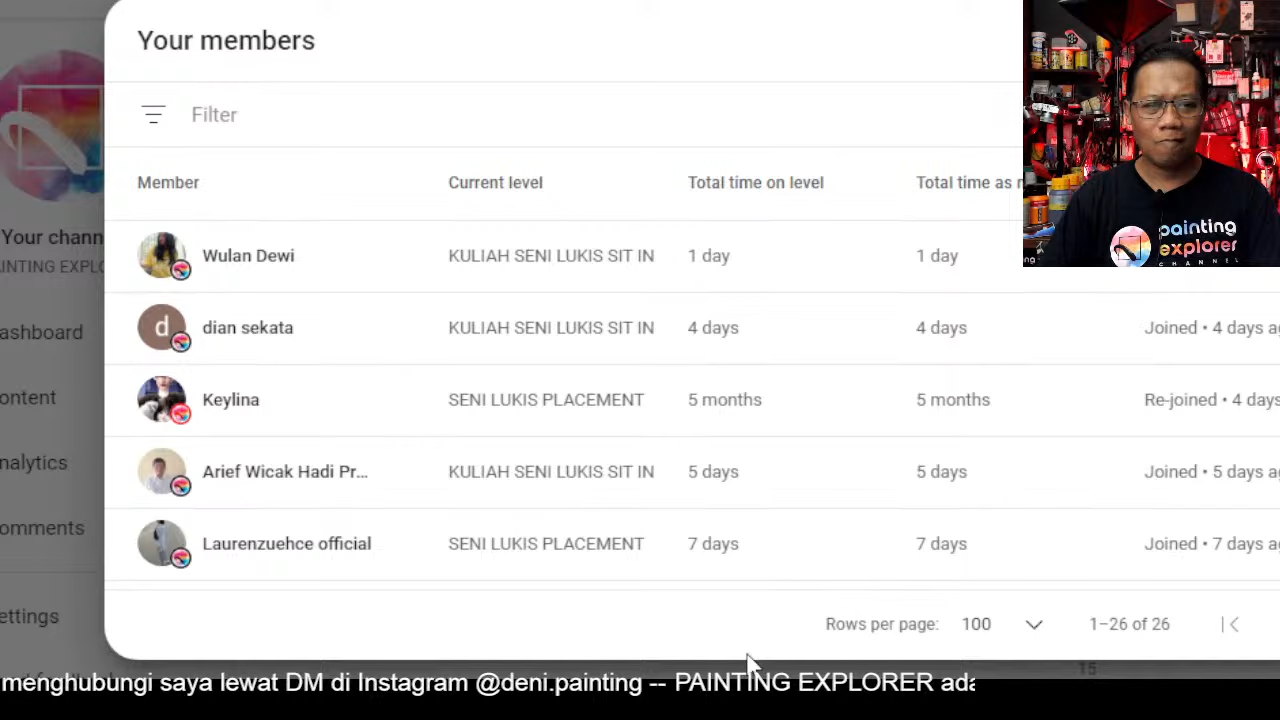 Your members
Filter
Member Current level Total time on level Total time as
Wulan Dewi KULIAH SENI LUKIS SIT IN 1 day 1 day
d dian sekata KULIAH SENI LUKIS SIT IN 4 days 4 days Joined • 4 days ag
Keylina SENI LUKIS PLACEMENT 5 months 5 months Re-joined • 4 days
Arief Wicak Hadi Pr... KULIAH SENI LUKIS SIT IN 5 days 5 days Joined • 5 days ag
Laurenzuehce official SENI LUKIS PLACEMENT 7 days 7 days Joined • 7 days ag
Rows per page: 100 1–26 of 26
Your chann
AINTING EXPLO
ashboard
ontent
nalytics
omments
ettings
15
painting
explorer
CHANNEL
menghubungi saya lewat DM di Instagram @deni.painting -- PAINTING EXPLORER ada